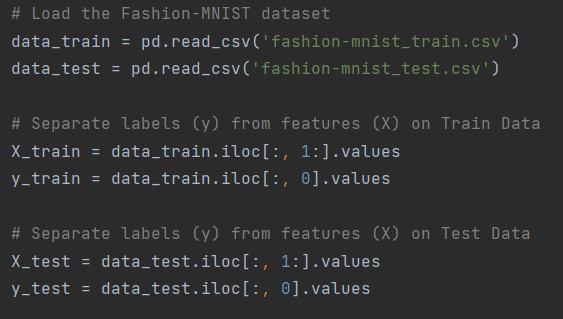 # Load the Fashion-MNIST dataset
data_train = pd.read_csv('fashion-mnist_train.csv')
data_test = pd.read_csv('fashion-mnist_test.csv')
# Separate labels (y) from features (X) on Train Data
X_train = data_train.iloc[:, 1:].values
y_train = data_train.iloc[:, 0].values
# Separate labels (y) from features (X) on Test Data
X_test = data_test.iloc[:, 1:].values
y_test = data_test.iloc[:, 0].values